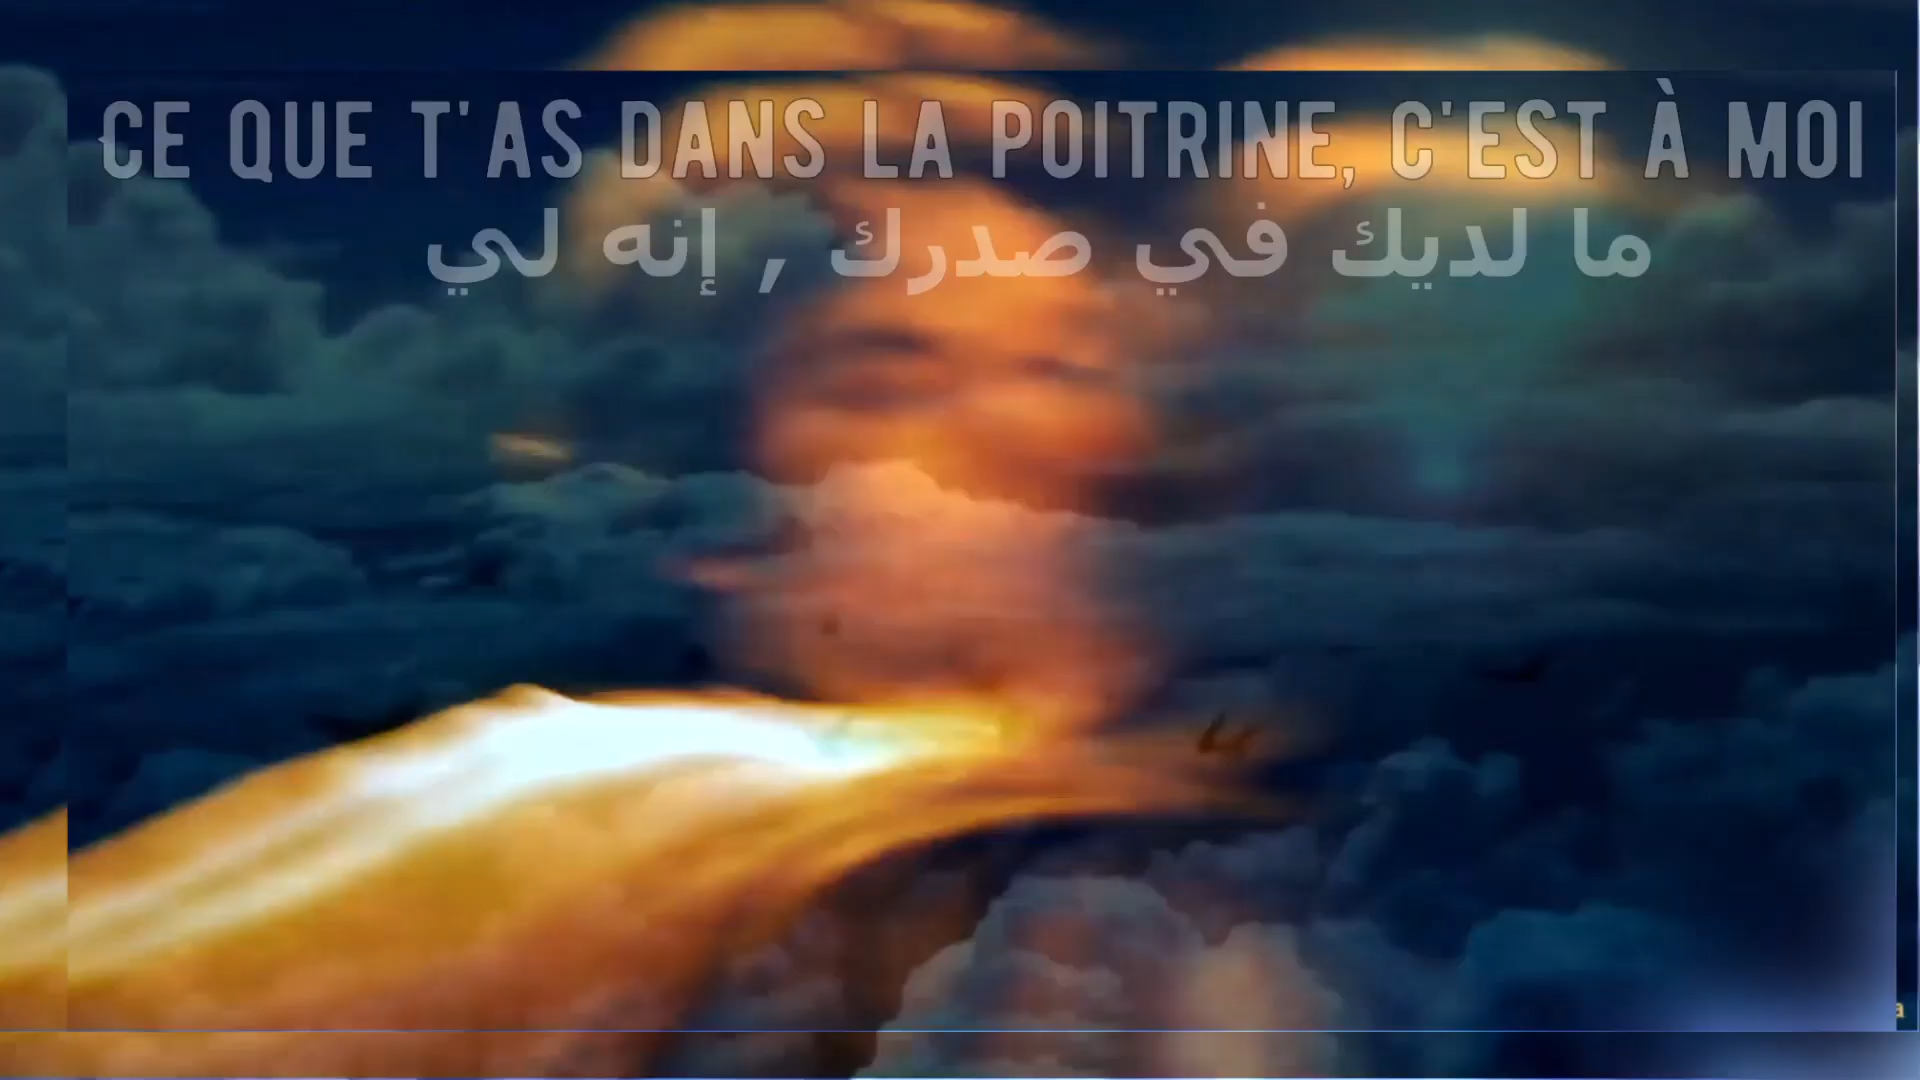 CE QUE T'AS DANS LA POITRINE, C'EST À MOI
ما لديك في صدرك , إنه لي
a